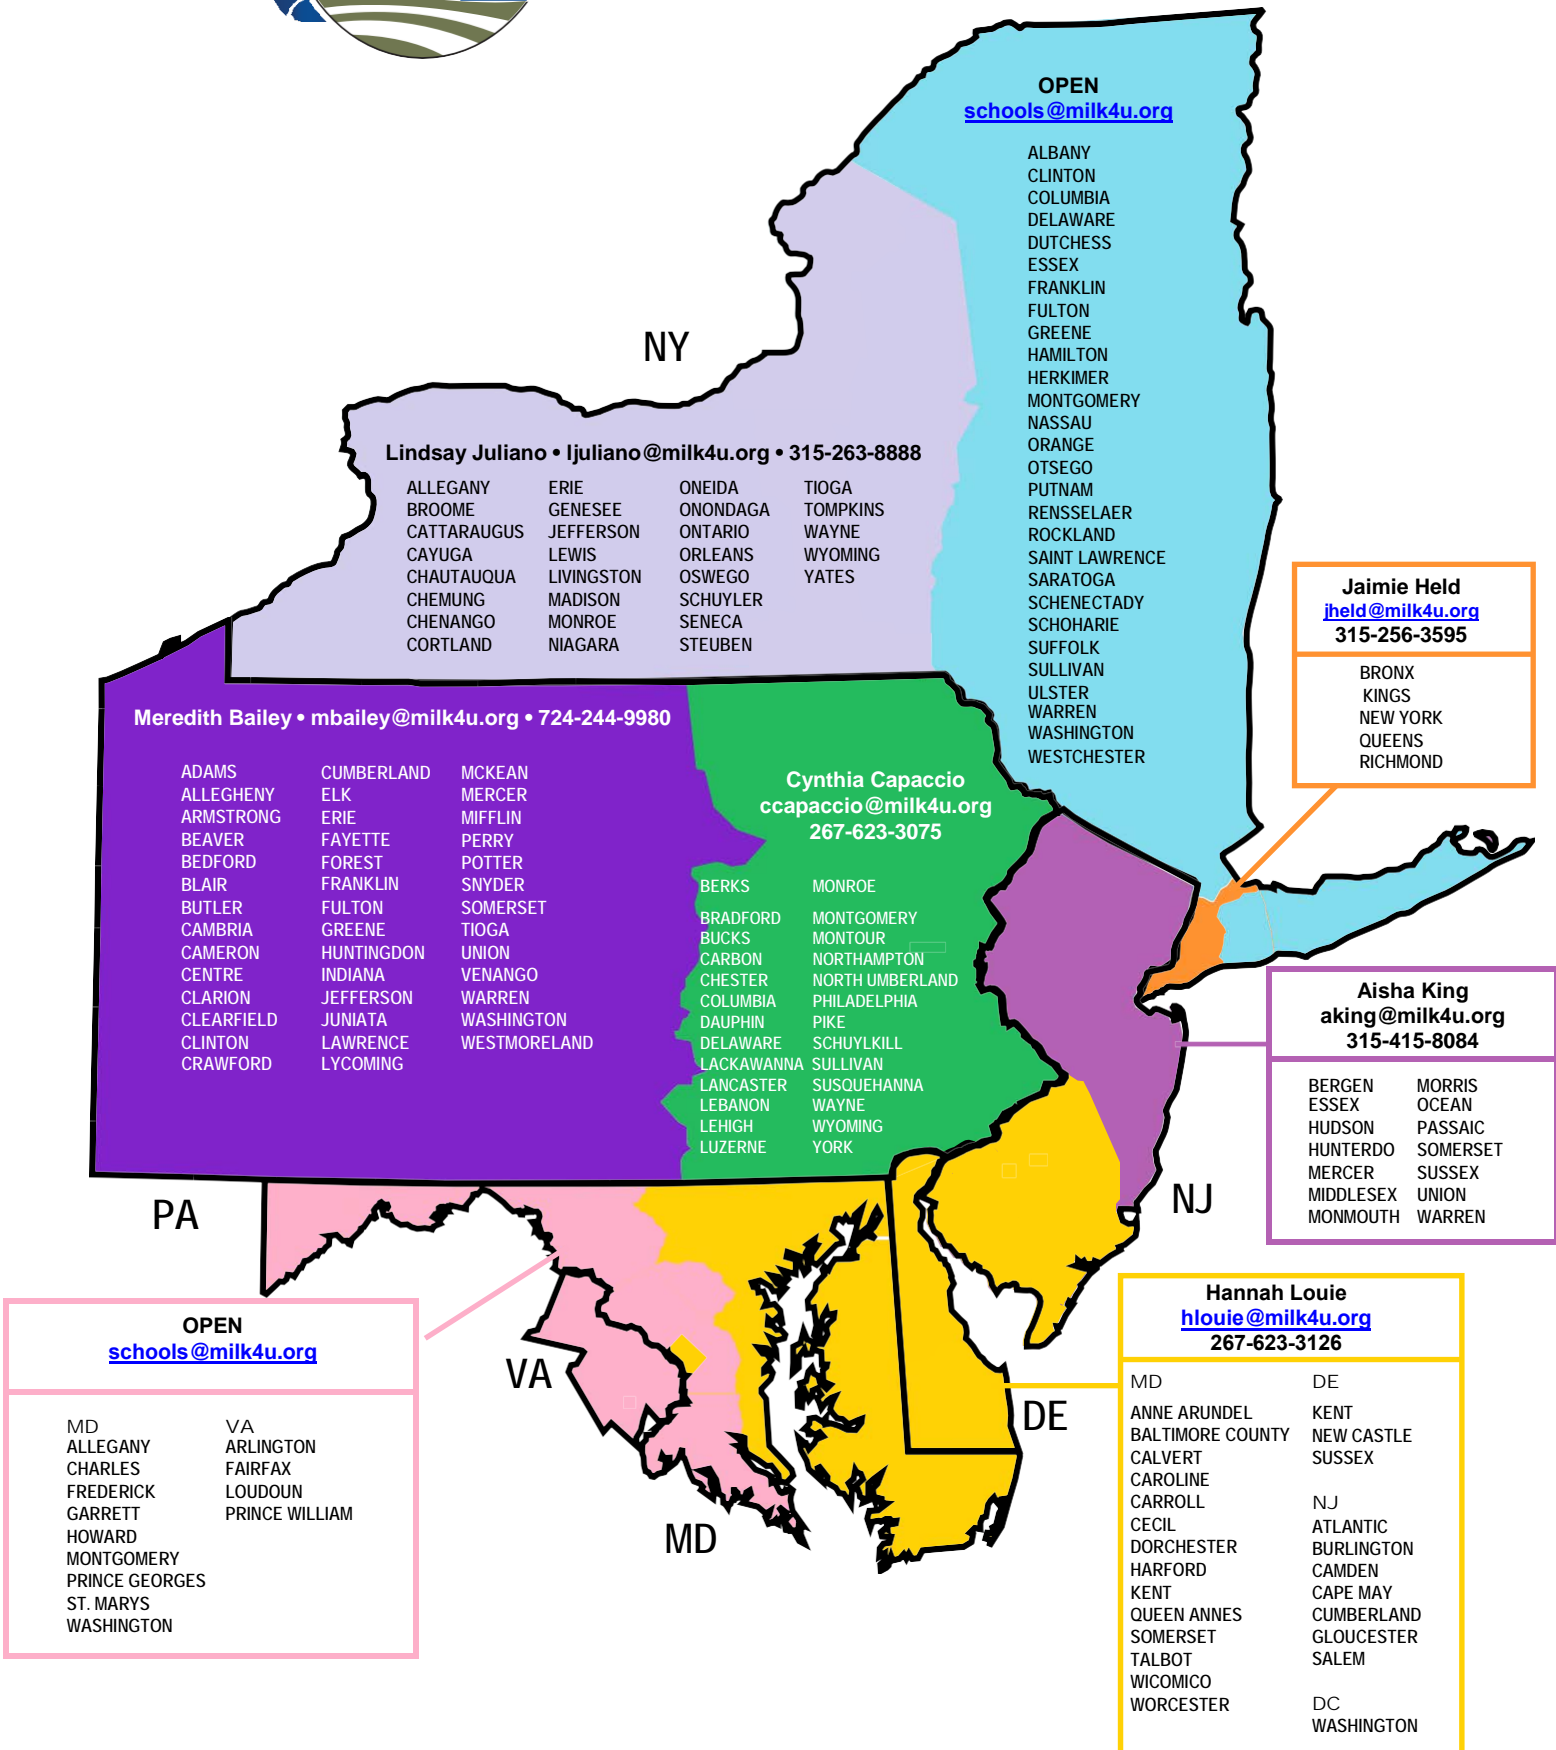 OPEN
schools@milk4u.org
ALBANY
CLINTON
COLUMBIA
DELAWARE
DUTCHESS
ESSEX
FRANKLIN
FULTON
GREENE
HAMILTON
HERKIMER
MONTGOMERY
NASSAU
ORANGE
OTSEGO
PUTNAM
RENSSELAER
ROCKLAND
SAINT LAWRENCE
SARATOGA
SCHENECTADY
SCHOHARIE
SUFFOLK
SULLIVAN
ULSTER
WARREN
WASHINGTON
WESTCHESTER
NY
Lindsay Juliano • ljuliano@milk4u.org • 315-263-8888
ALLEGANY ERIE ONEIDA TIOGA
BROOME GENESEE ONONDAGA TOMPKINS
CATTARAUGUS JEFFERSON ONTARIO WAYNE
CAYUGA LEWIS ORLEANS WYOMING
CHAUTAUQUA LIVINGSTON OSWEGO YATES
CHEMUNG MADISON SCHUYLER
CHENANGO MONROE SENECA
CORTLAND NIAGARA STEUBEN
Jaimie Held
jheld@milk4u.org
315-256-3595
BRONX
KINGS
NEW YORK
QUEENS
RICHMOND
Meredith Bailey • mbailey@milk4u.org • 724-244-9980
ADAMS CUMBERLAND MCKEAN
ALLEGHENY ELK MERCER
ARMSTRONG ERIE MIFFLIN
BEAVER FAYETTE PERRY
BEDFORD FOREST POTTER
BLAIR FRANKLIN SNYDER
BUTLER FULTON SOMERSET
CAMBRIA GREENE TIOGA
CAMERON HUNTINGDON UNION
CENTRE INDIANA VENANGO
CLARION JEFFERSON WARREN
CLEARFIELD JUNIATA WASHINGTON
CLINTON LAWRENCE WESTMORELAND
CRAWFORD LYCOMING
Cynthia Capaccio
ccapaccio@milk4u.org
267-623-3075
BERKS MONROE
BRADFORD MONTGOMERY
BUCKS MONTOUR
CARBON NORTHAMPTON
CHESTER NORTH UMBERLAND
COLUMBIA PHILADELPHIA
DAUPHIN PIKE
DELAWARE SCHUYLKILL
LACKAWANNA SULLIVAN
LANCASTER SUSQUEHANNA
LEBANON WAYNE
LEHIGH WYOMING
LUZERNE YORK
Aisha King
aking@milk4u.org
315-415-8084
BERGEN MORRIS
ESSEX OCEAN
HUDSON PASSAIC
HUNTERDO SOMERSET
MERCER SUSSEX
MIDDLESEX UNION
MONMOUTH WARREN
PA
NJ
OPEN
schools@milk4u.org
MD VA
ALLEGANY ARLINGTON
CHARLES FAIRFAX
FREDERICK LOUDOUN
GARRETT PRINCE WILLIAM
HOWARD
MONTGOMERY
PRINCE GEORGES
ST. MARYS
WASHINGTON
VA
MD
DE
Hannah Louie
hlouie@milk4u.org
267-623-3126
MD DE
ANNE ARUNDEL KENT
BALTIMORE COUNTY NEW CASTLE
CALVERT SUSSEX
CAROLINE
CARROLL NJ
CECIL ATLANTIC
DORCHESTER BURLINGTON
HARFORD CAMDEN
KENT CAPE MAY
QUEEN ANNES CUMBERLAND
SOMERSET GLOUCESTER
TALBOT SALEM
WICOMICO
WORCESTER DC
WASHINGTON